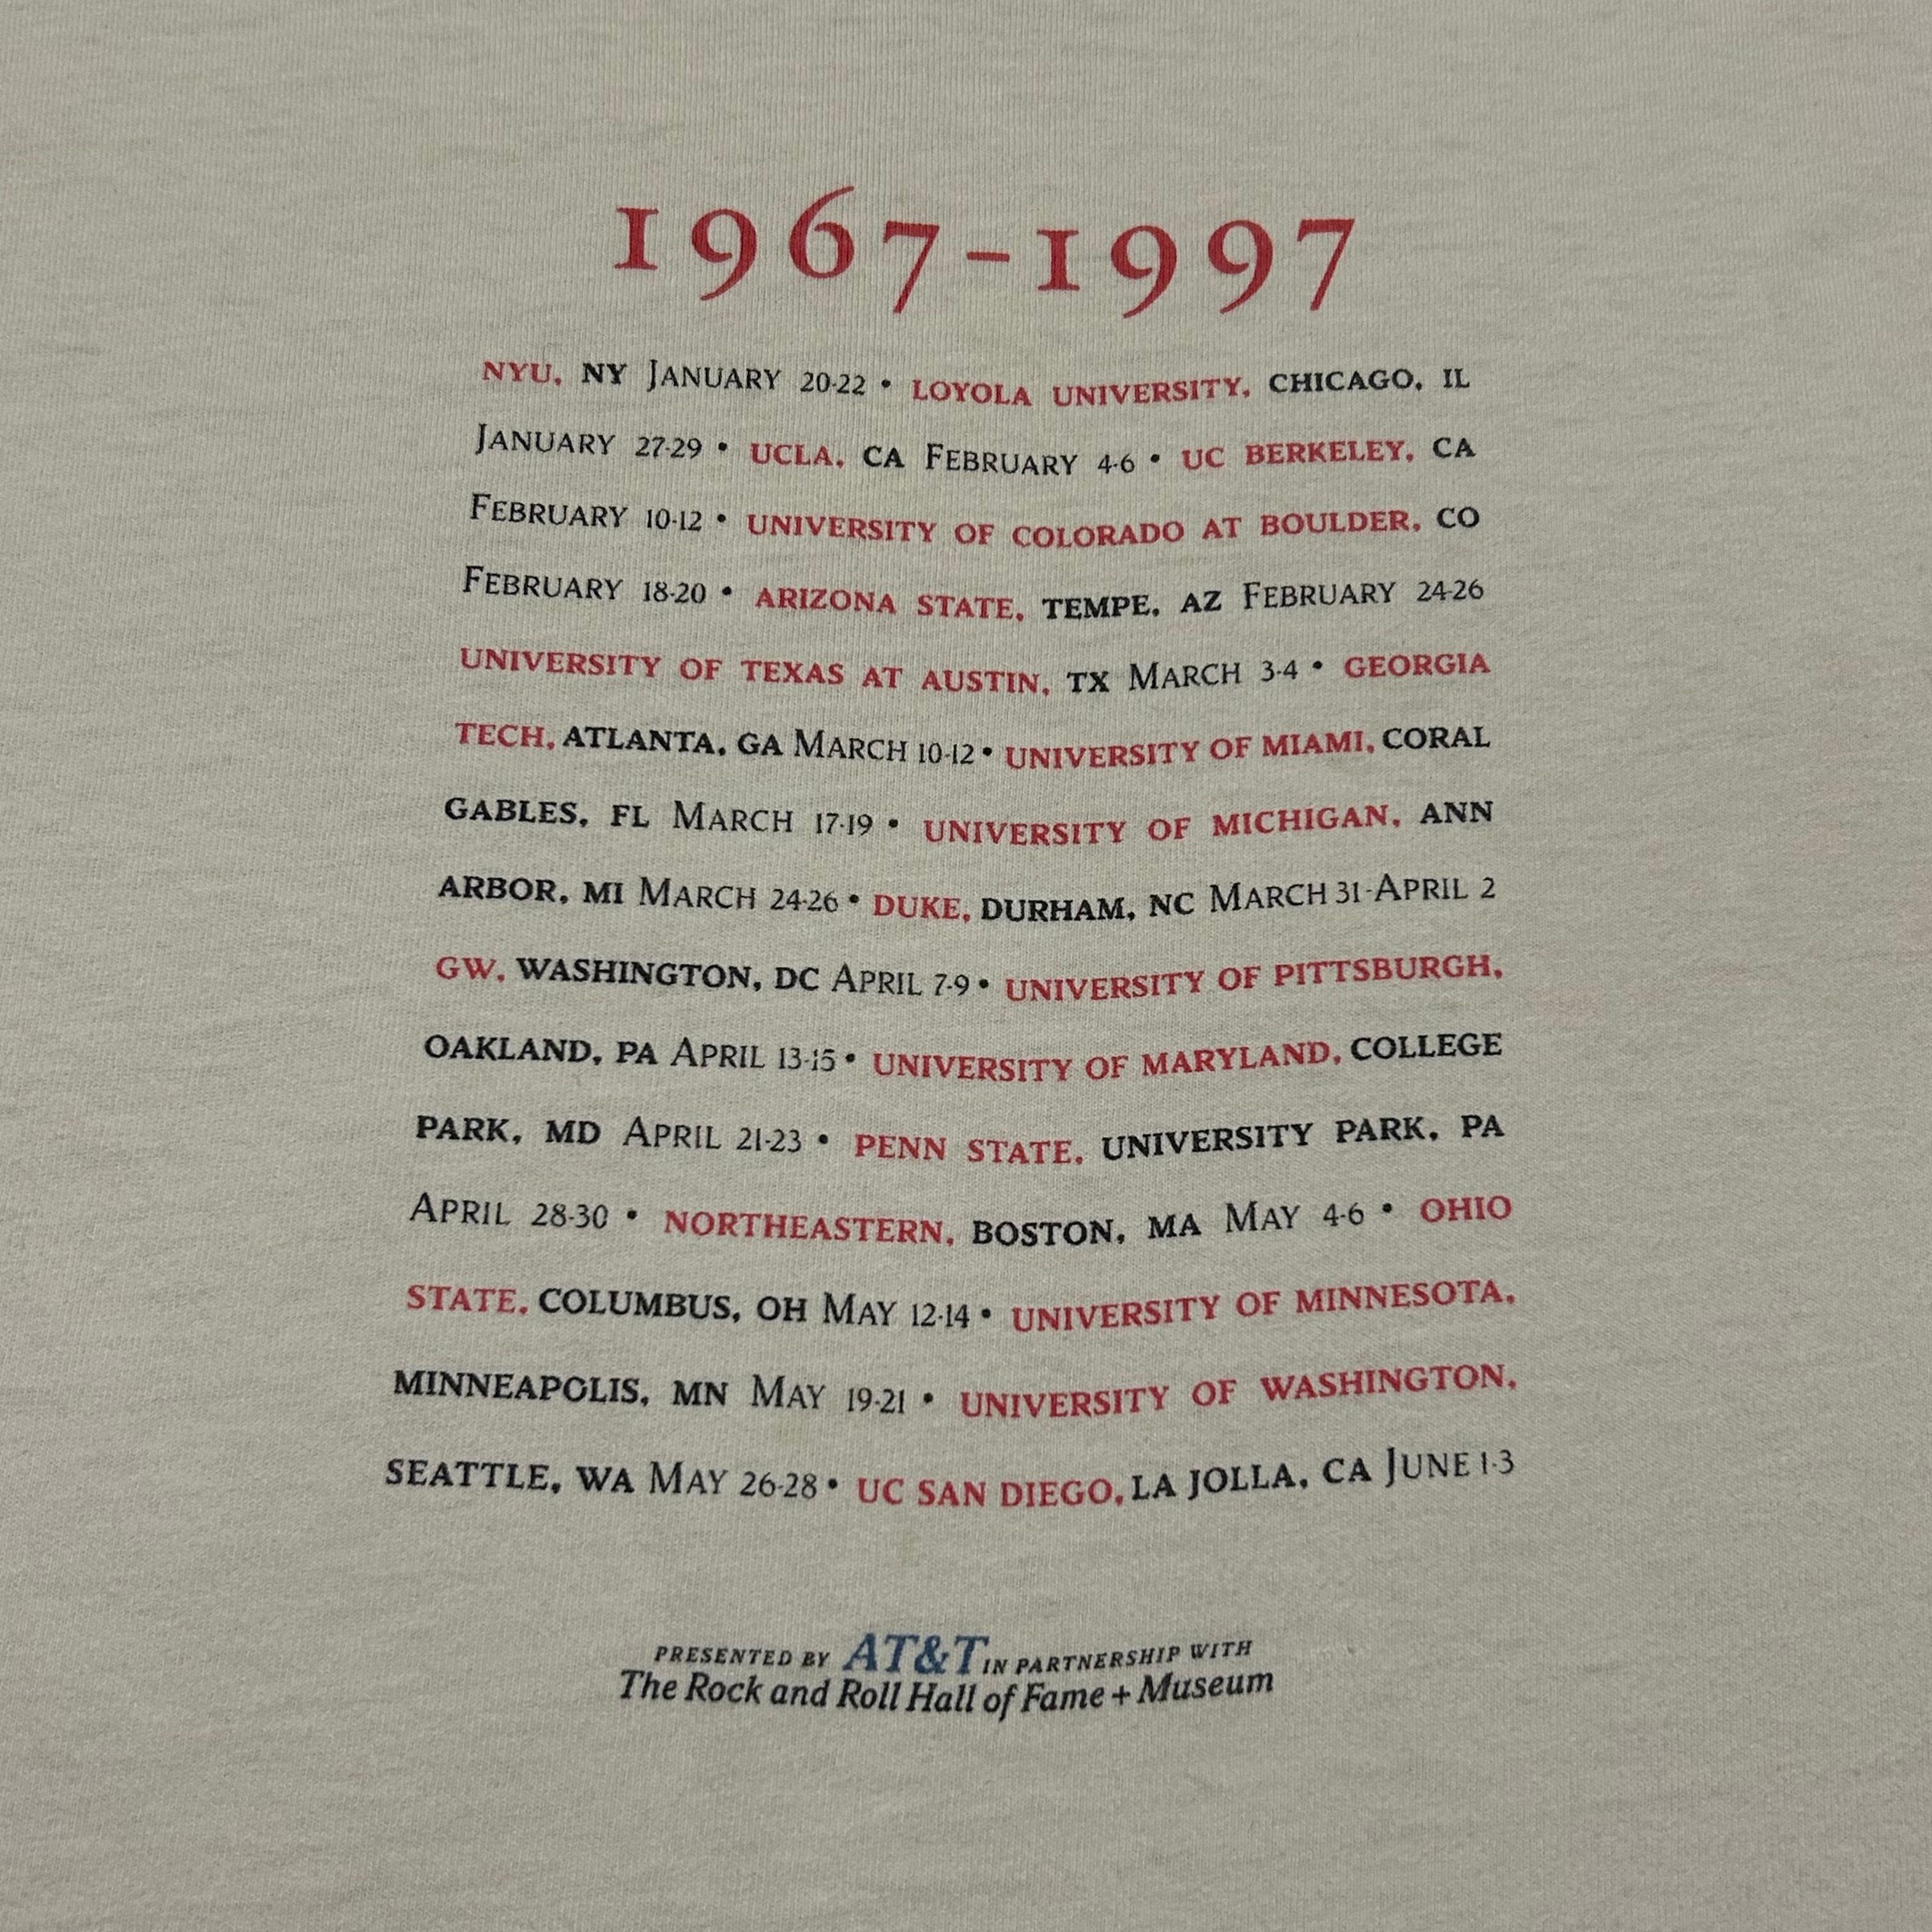 1967-1997
NYU, NY JANUARY 20-22 • LOYOLA UNIVERSITY, CHICAGO, IL
JANUARY 27-29 • UCLA, CA FEBRUARY 4-6 • UC BERKELEY, CA
FEBRUARY 10-12 • UNIVERSITY OF COLORADO AT BOULDER, CO
FEBRUARY 18-20 • ARIZONA STATE, TEMPE, AZ FEBRUARY 24-26
UNIVERSITY OF TEXAS AT AUSTIN, TX MARCH 3-4 • GEORGIA
TECH, ATLANTA, GA MARCH 10-12 • UNIVERSITY OF MIAMI, CORAL
GABLES, FL MARCH 17-19 • UNIVERSITY OF MICHIGAN, ANN
ARBOR, MI MARCH 24-26 • DUKE, DURHAM, NC MARCH 31-APRIL 2
GW, WASHINGTON, DC APRIL 7-9 • UNIVERSITY OF PITTSBURGH,
OAKLAND, PA APRIL 13-15 • UNIVERSITY OF MARYLAND, COLLEGE
PARK, MD APRIL 21-23 • PENN STATE, UNIVERSITY PARK, PA
APRIL 28-30 • NORTHEASTERN, BOSTON, MA MAY 4-6 • OHIO
STATE, COLUMBUS, OH MAY 12-14 • UNIVERSITY OF MINNESOTA,
MINNEAPOLIS, MN MAY 19-21 • UNIVERSITY OF WASHINGTON,
SEATTLE, WA MAY 26-28 • UC SAN DIEGO, LA JOLLA, CA JUNE 1-3
PRESENTED BY AT&T IN PARTNERSHIP WITH
The Rock and Roll Hall of Fame + Museum